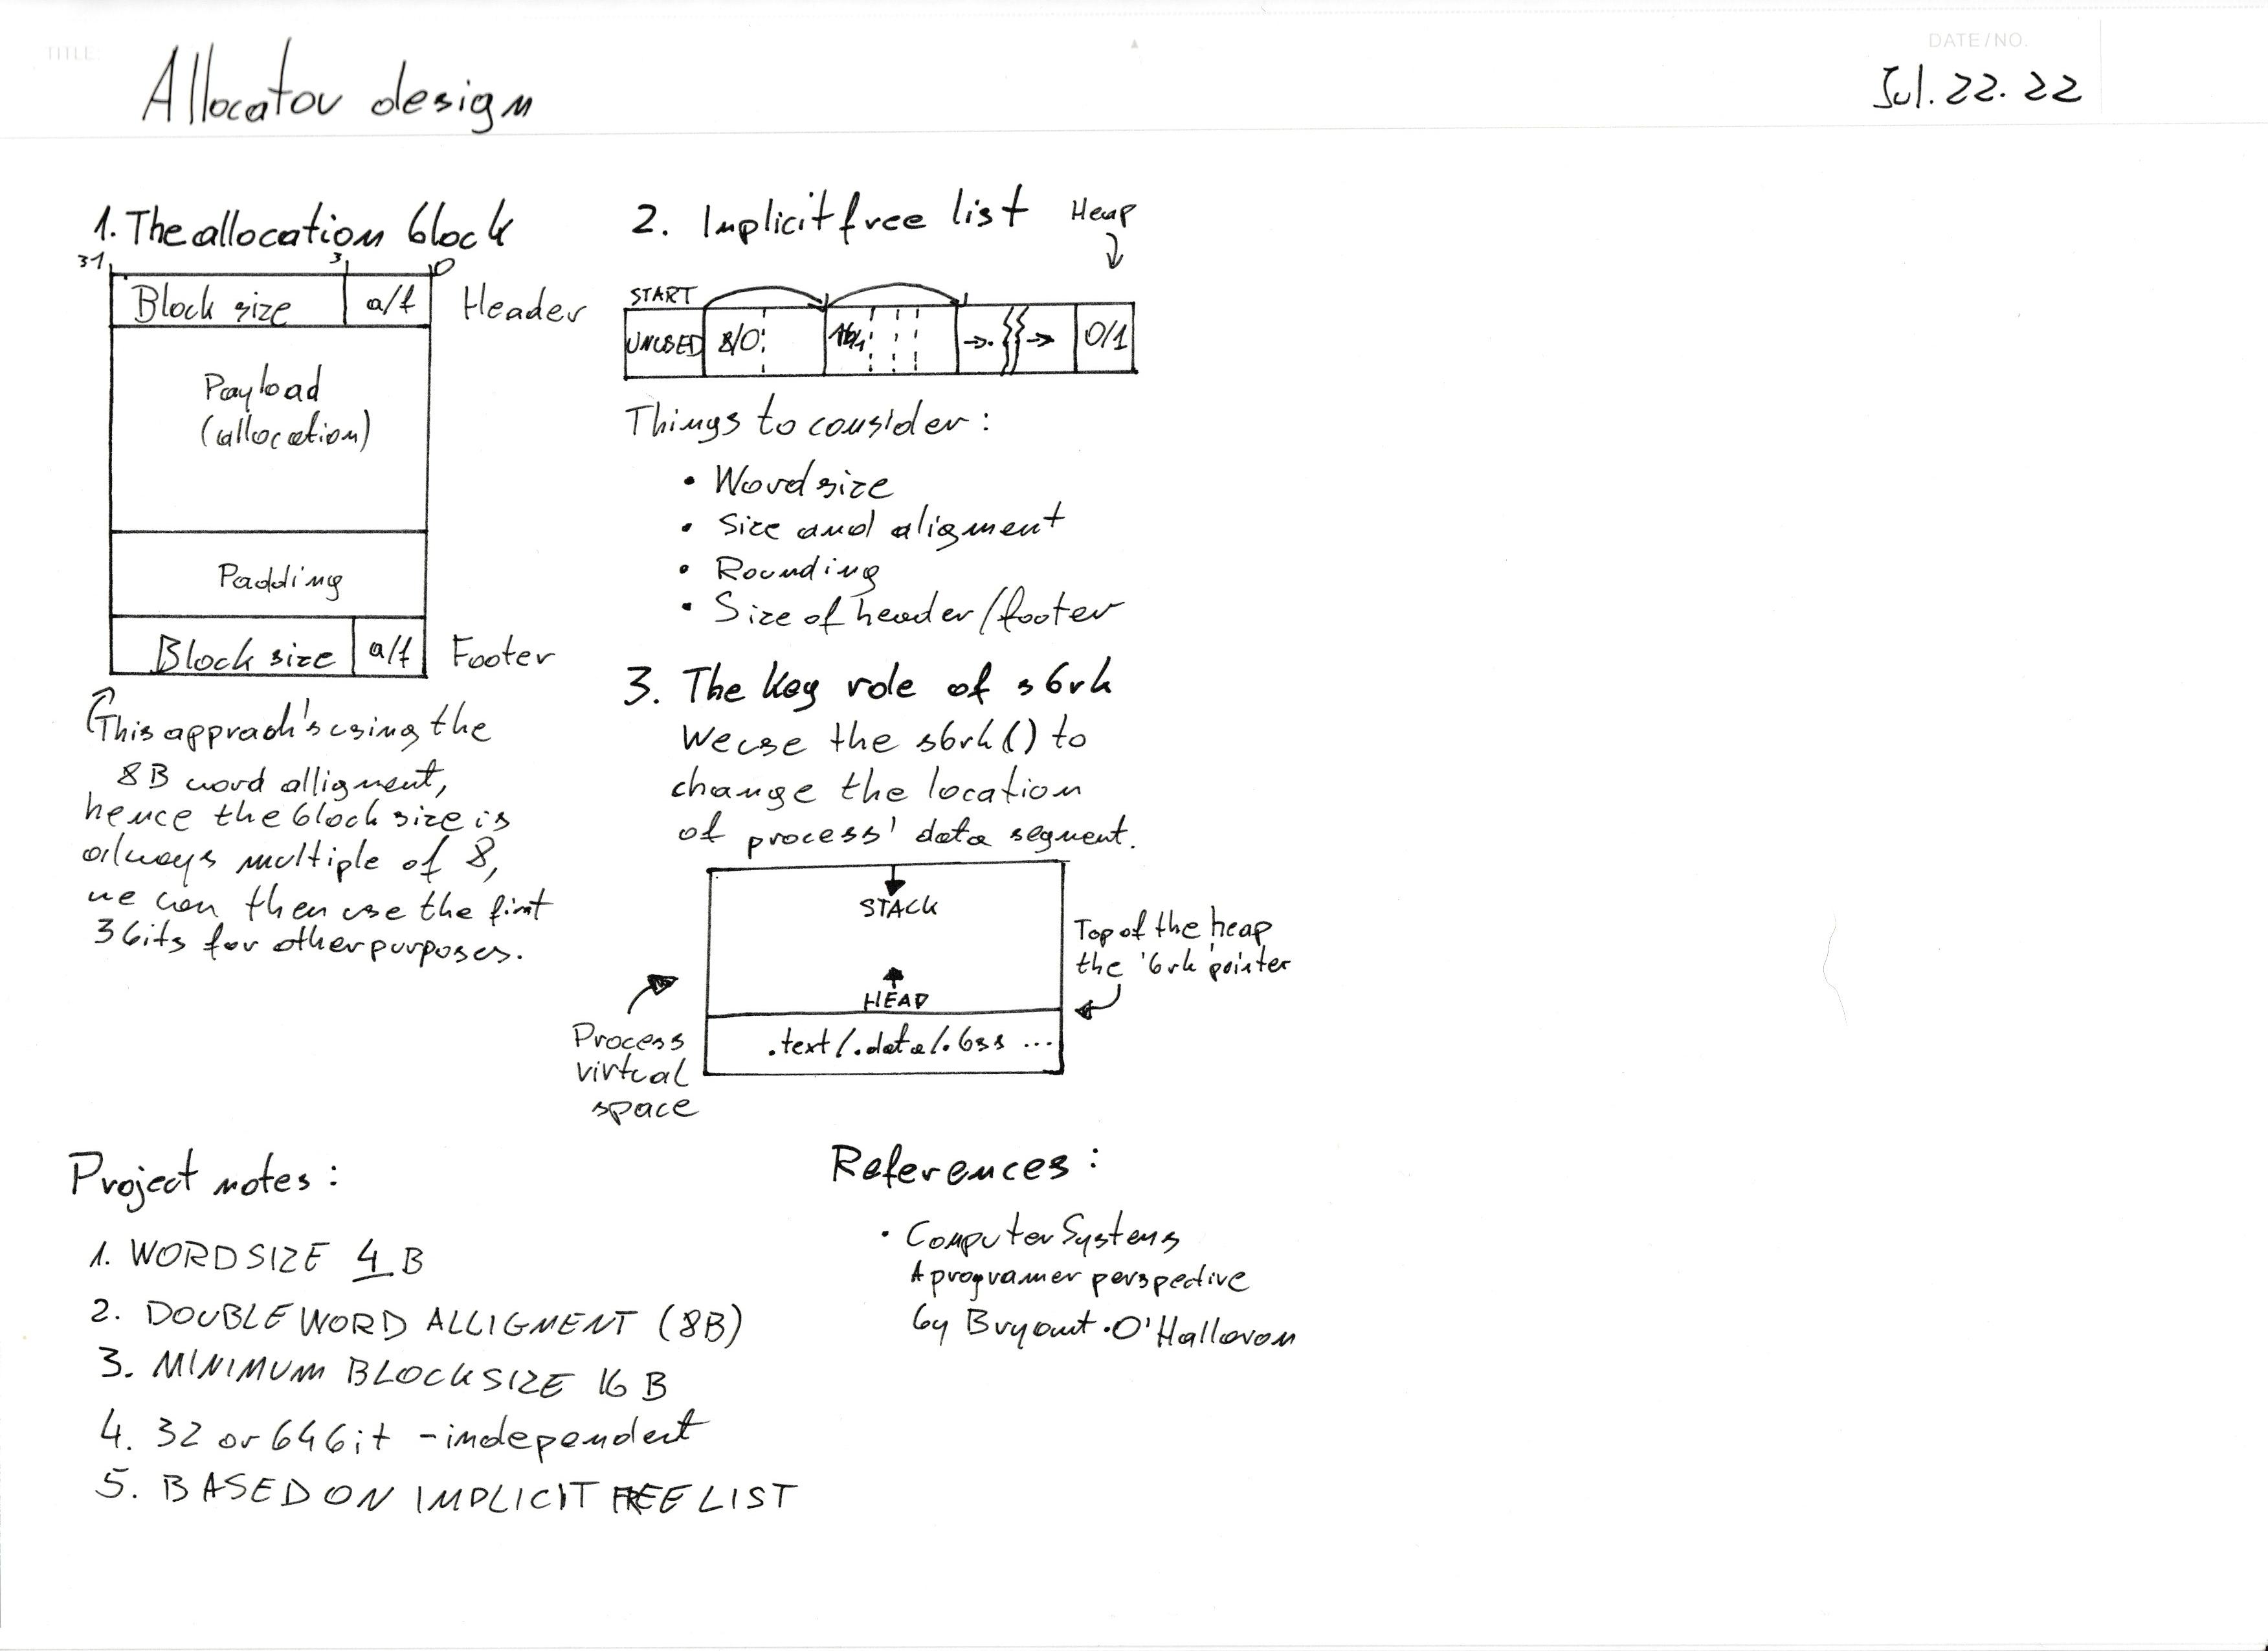 TITLE:
DATE/NO.
Allocator design
Jul. 22. 22
1. The allocation block
31 3 0
Block size a/f Header
Payload
(allocation)
Padding
Block size a/f Footer
This apprach's using the
8B word alligment,
hence the block size is
always multiple of 8,
we can then use the first
3 bits for other purposes.
2. Implicit free list
Heap
START
UNUSED 8/0 16/1 0/1
Things to consider:
• Word size
• Size and aligment
• Rounding
• Size of header/footer
3. The key role of sbrk
We use the sbrk() to
change the location
of process' data segment.
STACK
HEAP
.text/.data/.bss ...
Top of the heap
the 'brk' pointer
Process
virtual
space
Project notes:
1. WORD SIZE 4 B
2. DOUBLE WORD ALLIGMENT (8B)
3. MINIMUM BLOCK SIZE 16 B
4. 32 or 64 bit - independent
5. BASED ON IMPLICIT FREE LIST
References:
• Computer Systems
A programer perspective
by Bryant · O'Hallaron